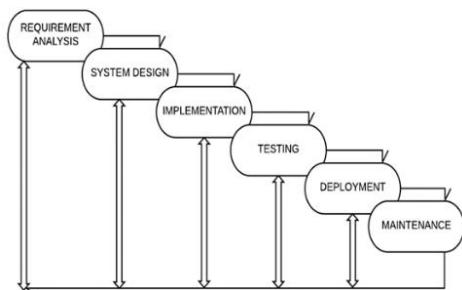 REQUIREMENT
ANALYSIS
SYSTEM DESIGN
IMPLEMENTATION
TESTING
DEPLOYMENT
MAINTENANCE